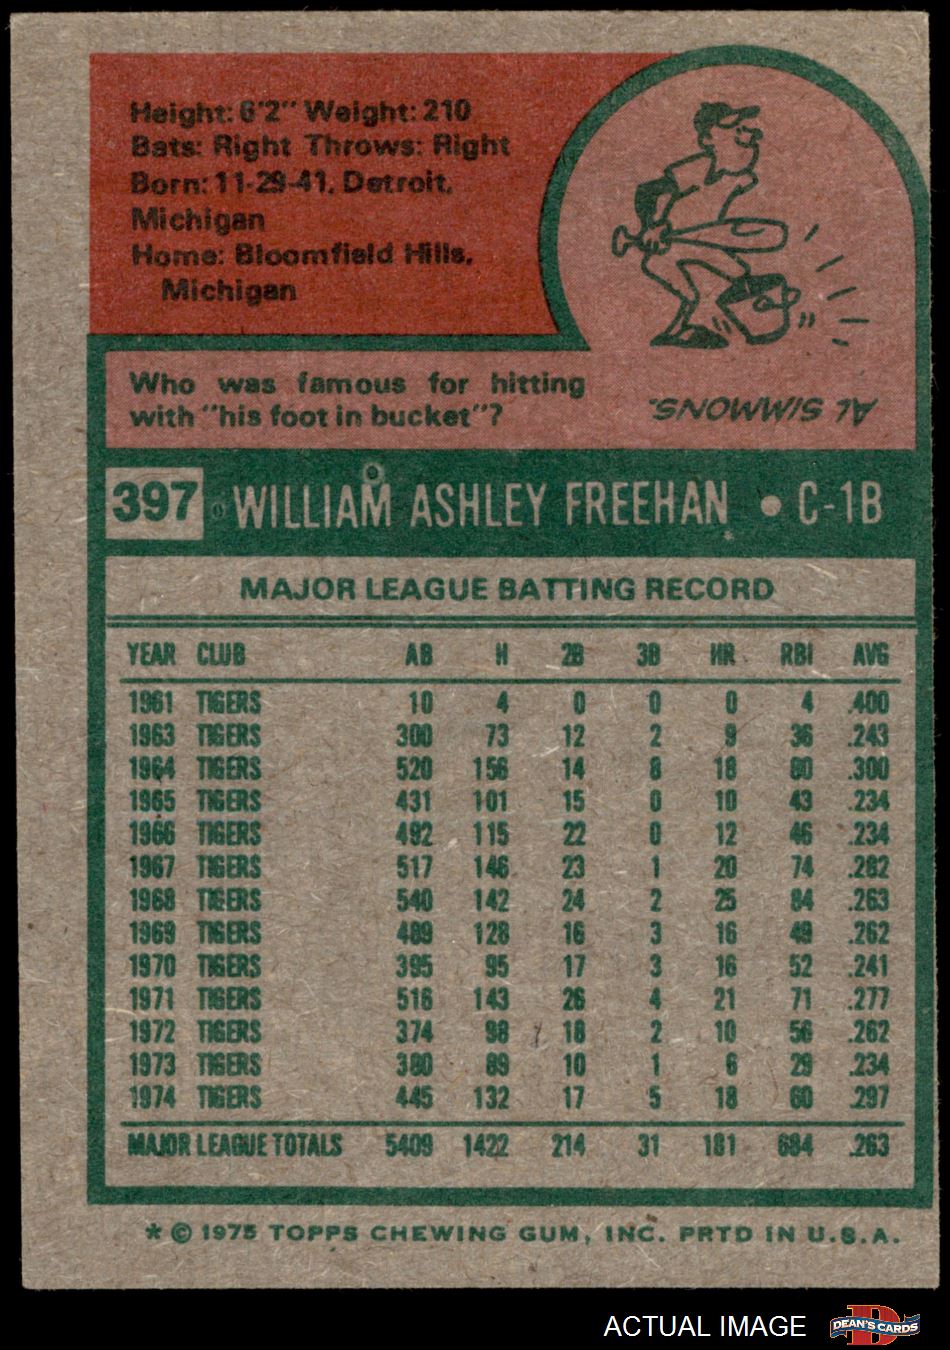 Height: 6'2" Weight: 210
Bats: Right Throws: Right
Born: 11-29-41, Detroit,
Michigan
Home: Bloomfield Hills,
Michigan
Who was famous for hitting
with "his foot in bucket"?
AL SIMMONS.
397 WILLIAM ASHLEY FREEHAN • C-1B
MAJOR LEAGUE BATTING RECORD
YEAR CLUB AB H 2B 3B HR RBI AVG
1961 TIGERS 10 4 0 0 0 4 .400
1963 TIGERS 300 73 12 2 9 36 .243
1964 TIGERS 520 156 14 8 18 80 .300
1965 TIGERS 431 101 15 0 10 43 .234
1966 TIGERS 492 115 22 0 12 46 .234
1967 TIGERS 517 146 23 1 20 74 .282
1968 TIGERS 540 142 24 2 25 84 .263
1969 TIGERS 489 128 16 3 16 49 .262
1970 TIGERS 395 95 17 3 16 52 .241
1971 TIGERS 516 143 26 4 21 71 .277
1972 TIGERS 374 98 18 2 10 56 .262
1973 TIGERS 380 89 10 1 6 29 .234
1974 TIGERS 445 132 17 5 18 60 .297
MAJOR LEAGUE TOTALS 5409 1422 214 31 181 684 .263
* © 1975 TOPPS CHEWING GUM, INC. PRTD IN U.S.A.
ACTUAL IMAGE
DEAN'S CARDS